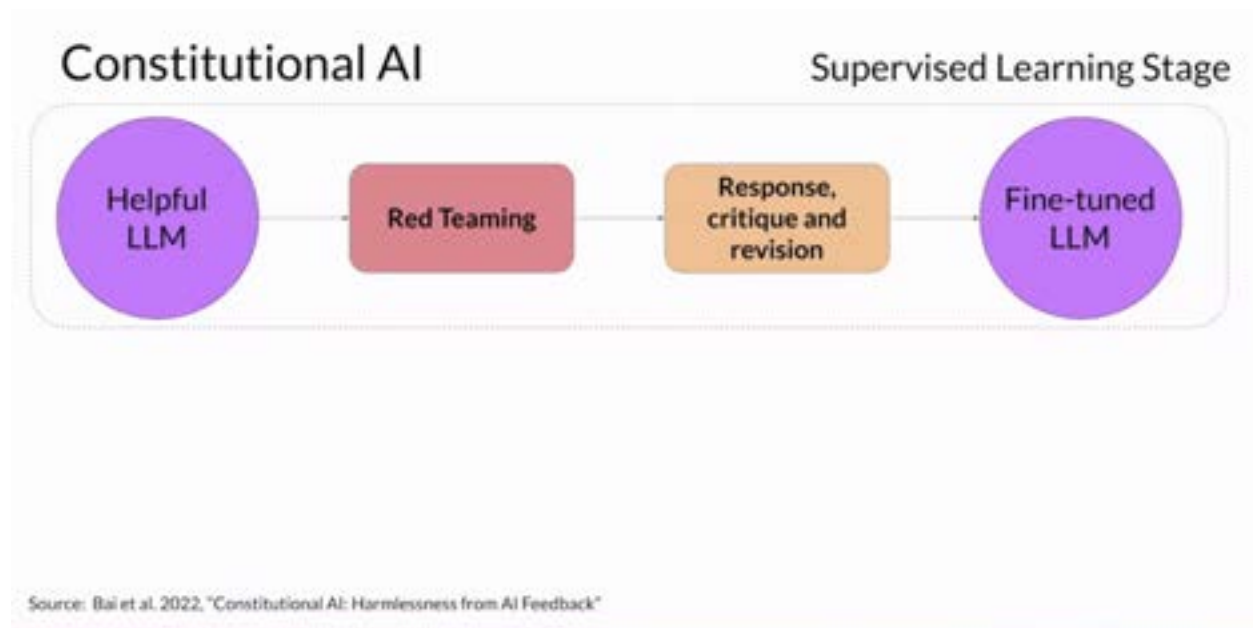 Constitutional AI
Supervised Learning Stage
Helpful
LLM
Red Teaming
Response,
critique and
revision
Fine-tuned
LLM
Source: Bai et al. 2022, "Constitutional AI: Harmlessness from AI Feedback"